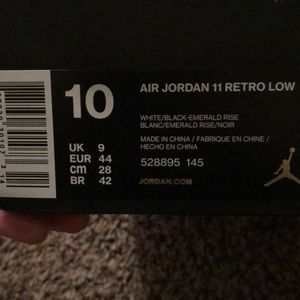 10
AIR JORDAN 11 RETRO LOW
WHITE/BLACK-EMERALD RISE
BLANC/EMERALD RISE/NOIR
MADE IN CHINA / FABRIQUE EN CHINE /
HECHO EN CHINA
UK 9
EUR 44
CM 28
BR 42
528895 145
JORDAN.COM